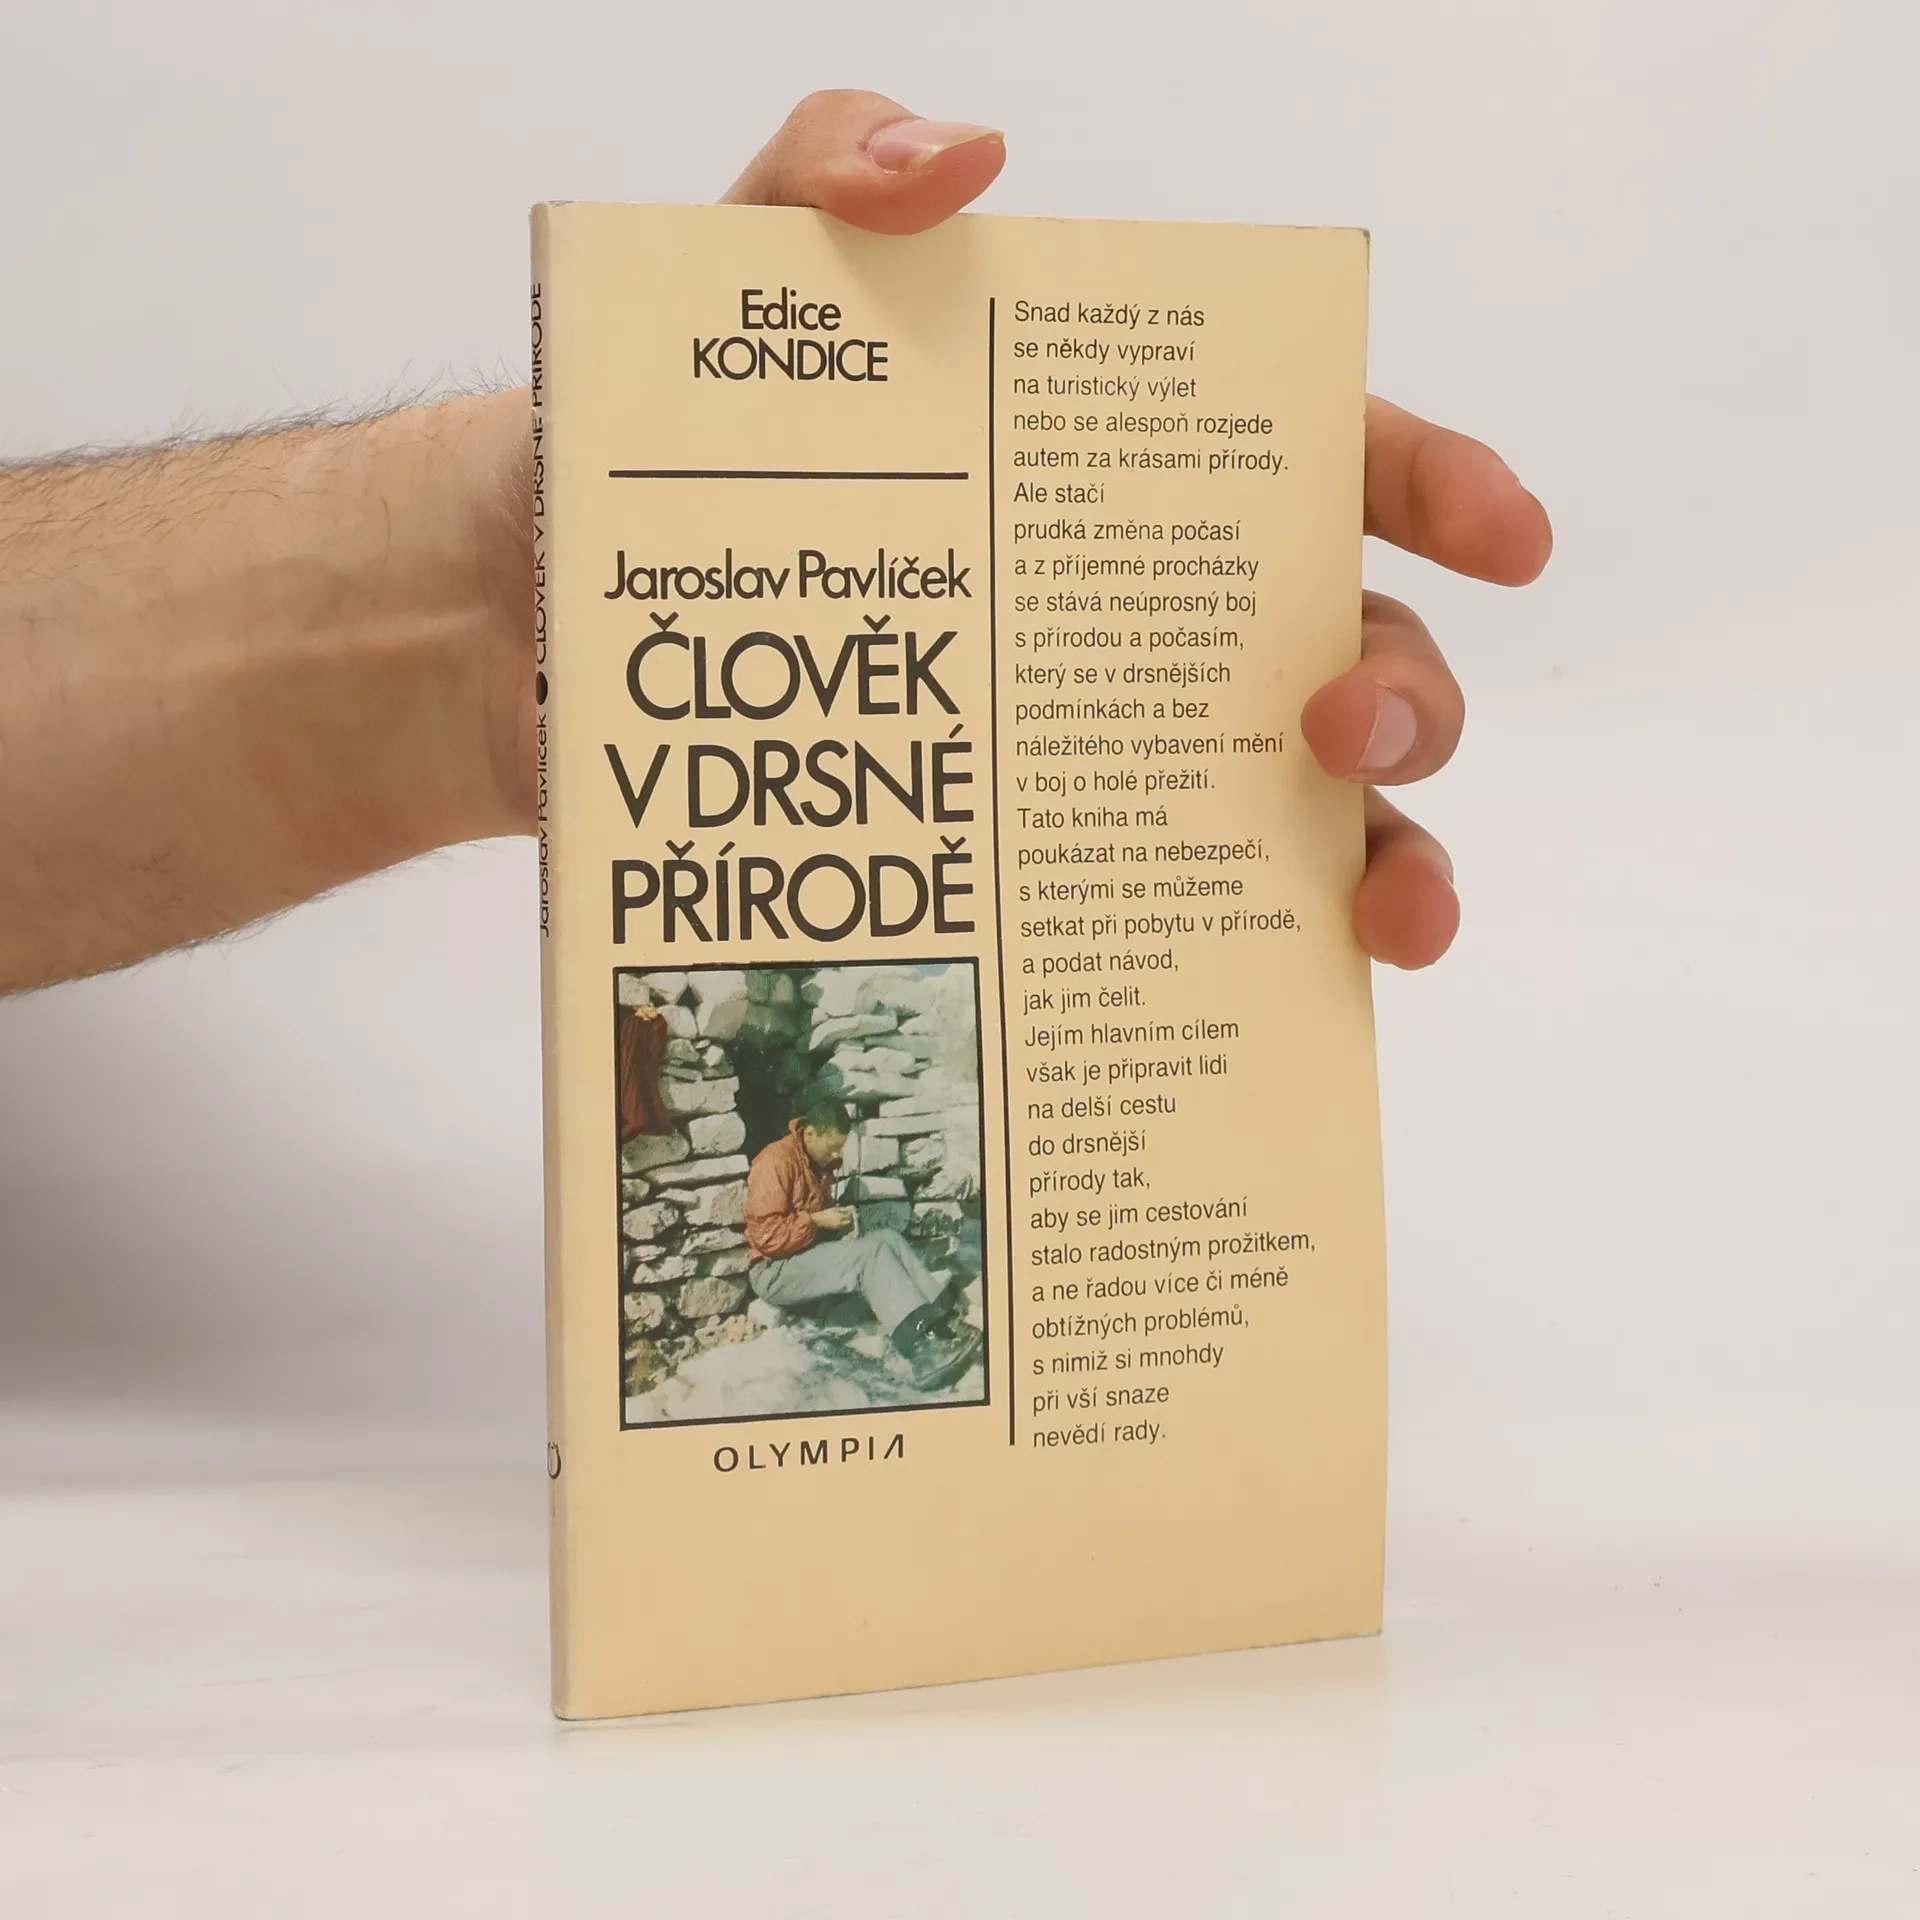 Edice
KONDICE
Jaroslav Pavlíček
ČLOVĚK
V DRSNÉ
PŘÍRODĚ
OLYMPIA
Snad každý z nás
se někdy vypraví
na turistický výlet
nebo se alespoň rozjede
autem za krásami přírody.
Ale stačí
prudká změna počasí
a z příjemné procházky
se stává neúprosný boj
s přírodou a počasím,
který se v drsnějších
podmínkách a bez
náležitého vybavení mění
v boj o holé přežití.
Tato kniha má
poukázat na nebezpečí,
s kterými se můžeme
setkat při pobytu v přírodě,
a podat návod,
jak jim čelit.
Jejím hlavním cílem
však je připravit lidi
na delší cestu
do drsnější
přírody tak,
aby se jim cestování
stalo radostným prožitkem,
a ne řadou více či méně
obtížných problémů,
s nimiž si mnohdy
při vší snaze
nevědí rady.
Jaroslav Pavlíček ● ČLOVĚK V DRSNÉ PŘÍRODĚ